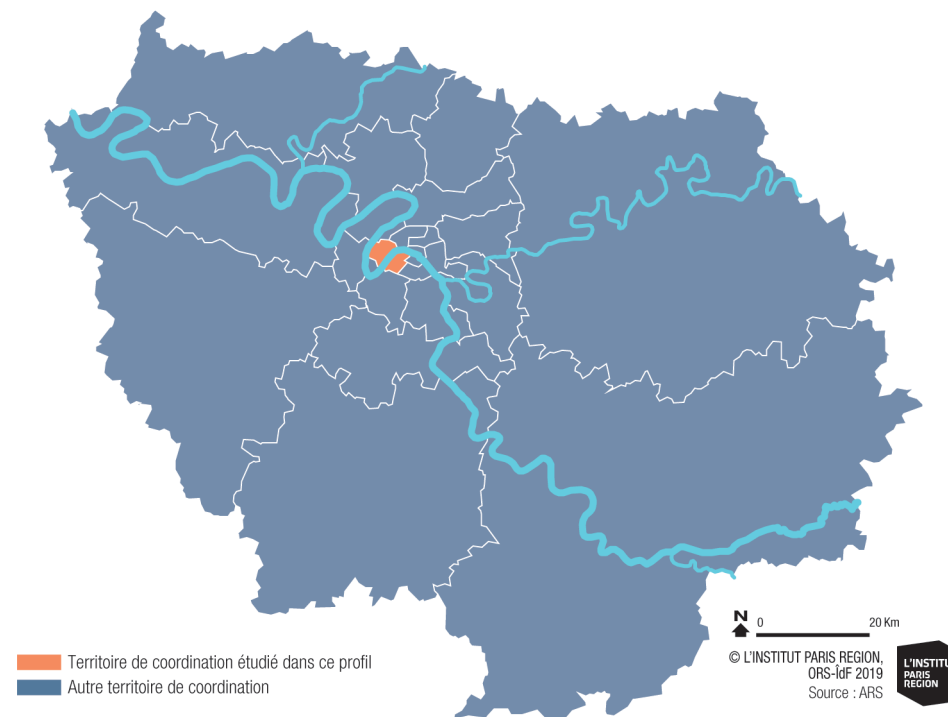 Territoire de coordination étudié dans ce profil
Autre territoire de coordination
N
0 20 Km
© L'INSTITUT PARIS REGION,
ORS-ÎdF 2019
Source : ARS
L'INSTITU
PARIS
REGION